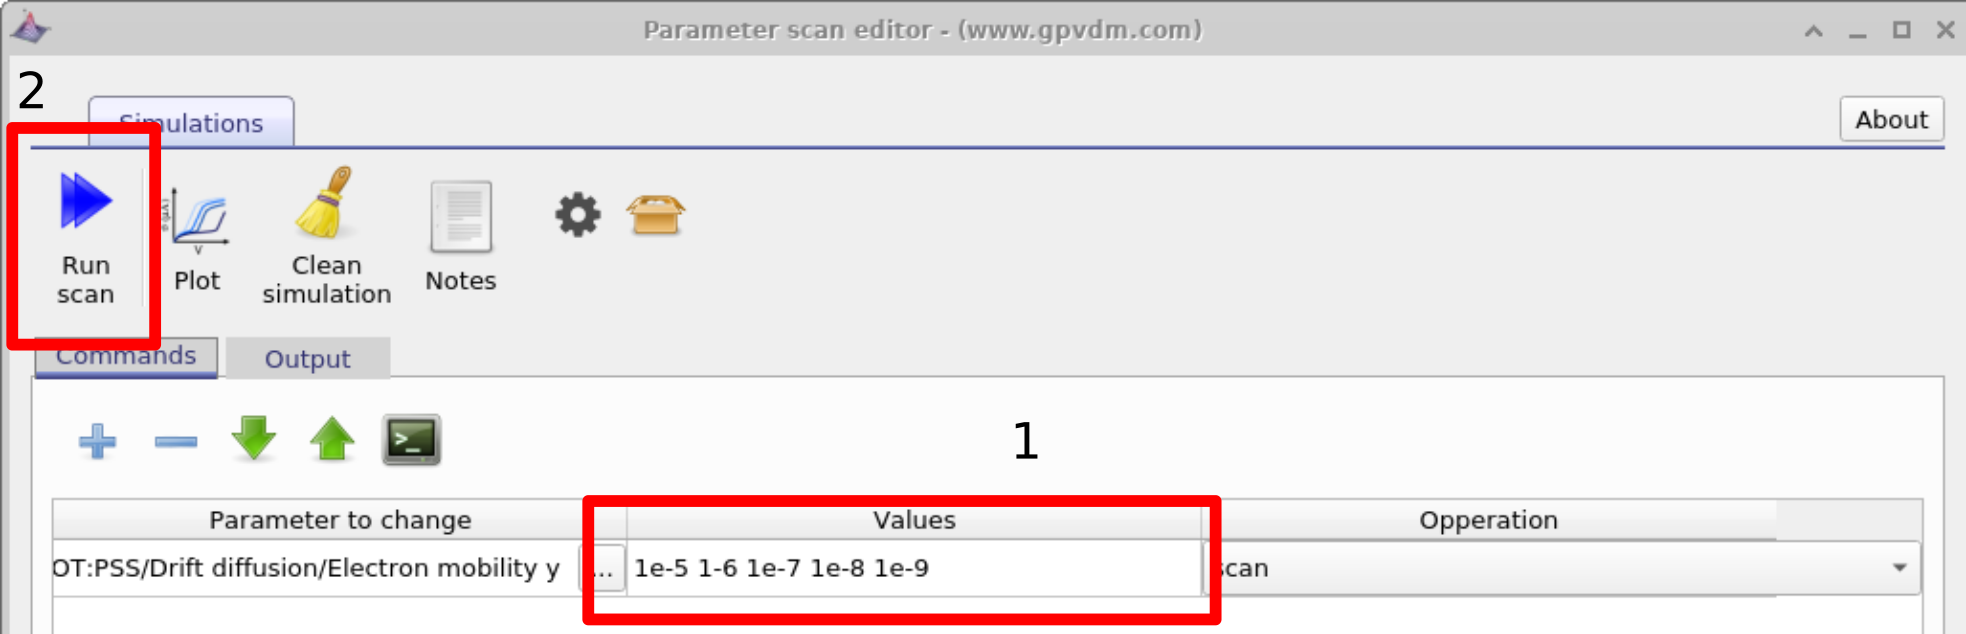 Parameter scan editor - (www.gpvdm.com)
2
Simulations
About
Run
scan
Plot
Clean
simulation
Notes
Commands
Output
1
Parameter to change
Values
Opperation
OT:PSS/Drift diffusion/Electron mobility y
...
1e-5 1-6 1e-7 1e-8 1e-9
scan